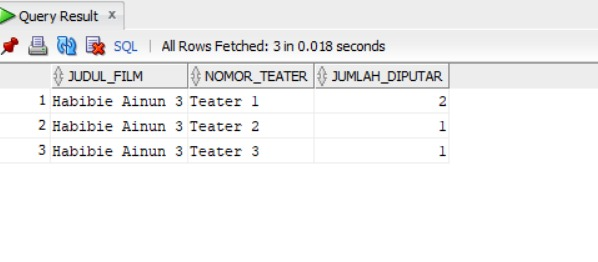 Query Result x
SQL | All Rows Fetched: 3 in 0.018 seconds
JUDUL_FILM NOMOR_TEATER JUMLAH_DIPUTAR
1 Habibie Ainun 3 Teater 1 2
2 Habibie Ainun 3 Teater 2 1
3 Habibie Ainun 3 Teater 3 1